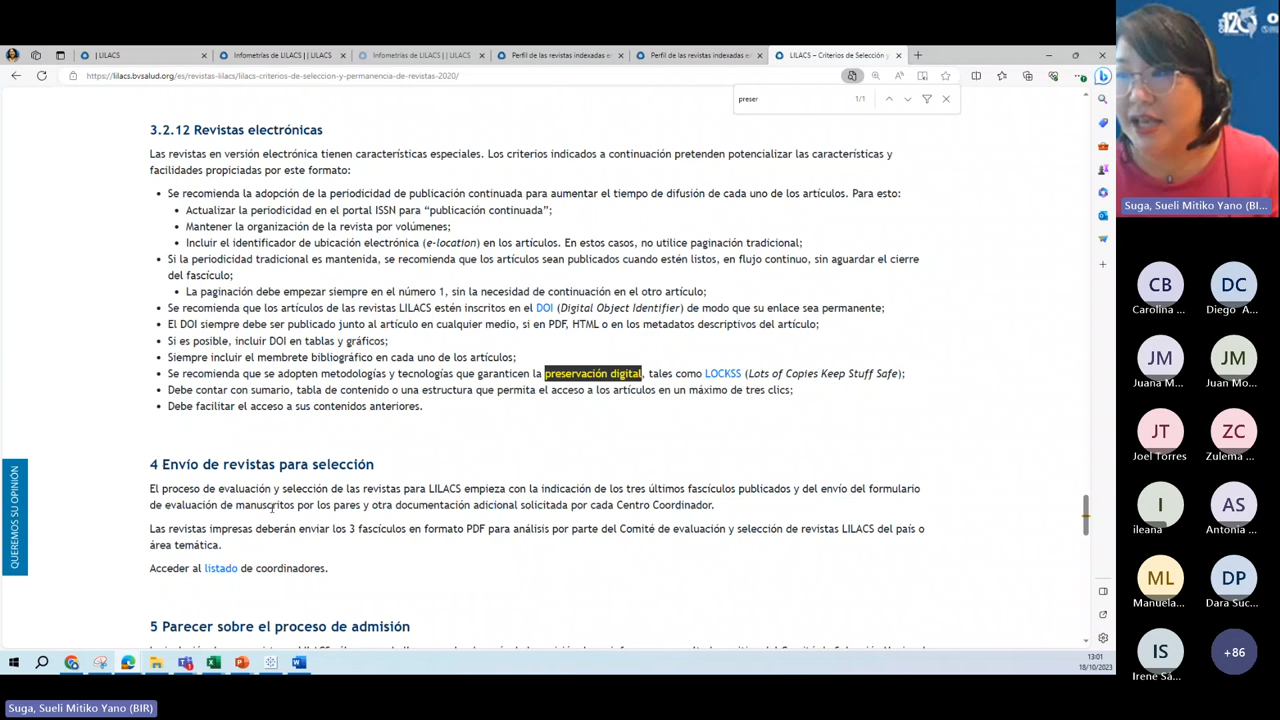 | LILACS
Infometrías de LILACS | | LILACS
Infometrías de LILACS | | LILACS
Perfil de las revistas indexadas e
Perfil de las revistas indexadas e
LILACS – Criterios de Selección y
https://lilacs.bvsalud.org/es/revistas-lilacs/lilacs-criterios-de-seleccion-y-permanencia-de-revistas-2020/
preser
1/1
3.2.12 Revistas electrónicas
Las revistas en versión electrónica tienen características especiales. Los criterios indicados a continuación pretenden potencializar las características y
facilidades propiciadas por este formato:
Se recomienda la adopción de la periodicidad de publicación continuada para aumentar el tiempo de difusión de cada uno de los artículos. Para esto:
Actualizar la periodicidad en el portal ISSN para “publicación continuada”;
Mantener la organización de la revista por volúmenes;
Incluir el identificador de ubicación electrónica (e-location) en los artículos. En estos casos, no utilice paginación tradicional;
Si la periodicidad tradicional es mantenida, se recomienda que los artículos sean publicados cuando estén listos, en flujo continuo, sin aguardar el cierre
del fascículo;
La paginación debe empezar siempre en el número 1, sin la necesidad de continuación en el otro artículo;
Se recomienda que los artículos de las revistas LILACS estén inscritos en el DOI (Digital Object Identifier) de modo que su enlace sea permanente;
El DOI siempre debe ser publicado junto al artículo en cualquier medio, si en PDF, HTML o en los metadatos descriptivos del artículo;
Si es posible, incluir DOI en tablas y gráficos;
Siempre incluir el membrete bibliográfico en cada uno de los artículos;
Se recomienda que se adopten metodologías y tecnologías que garanticen la preservación digital, tales como LOCKSS (Lots of Copies Keep Stuff Safe);
Debe contar con sumario, tabla de contenido o una estructura que permita el acceso a los artículos en un máximo de tres clics;
Debe facilitar el acceso a sus contenidos anteriores.
4 Envío de revistas para selección
El proceso de evaluación y selección de las revistas para LILACS empieza con la indicación de los tres últimos fascículos publicados y del envío del formulario
de evaluación de manuscritos por los pares y otra documentación adicional solicitada por cada Centro Coordinador.
Las revistas impresas deberán enviar los 3 fascículos en formato PDF para análisis por parte del Comité de evaluación y selección de revistas LILACS del país o
área temática.
Acceder al listado de coordinadores.
5 Parecer sobre el proceso de admisión
QUEREMOS SU OPINIÓN
13:01
18/10/2023
Suga, Sueli Mitiko Yano (BIR)
120
Suga, Sueli Mitiko Yano (BI...
CB
Carolina ...
DC
Diego A...
JM
Juana M...
JM
Juan Mo...
JT
Joel Torres
ZC
Zulema ...
I
ileana
AS
Antonia ...
ML
Manuela...
DP
Dara Suc...
IS
Irene Sá...
+86